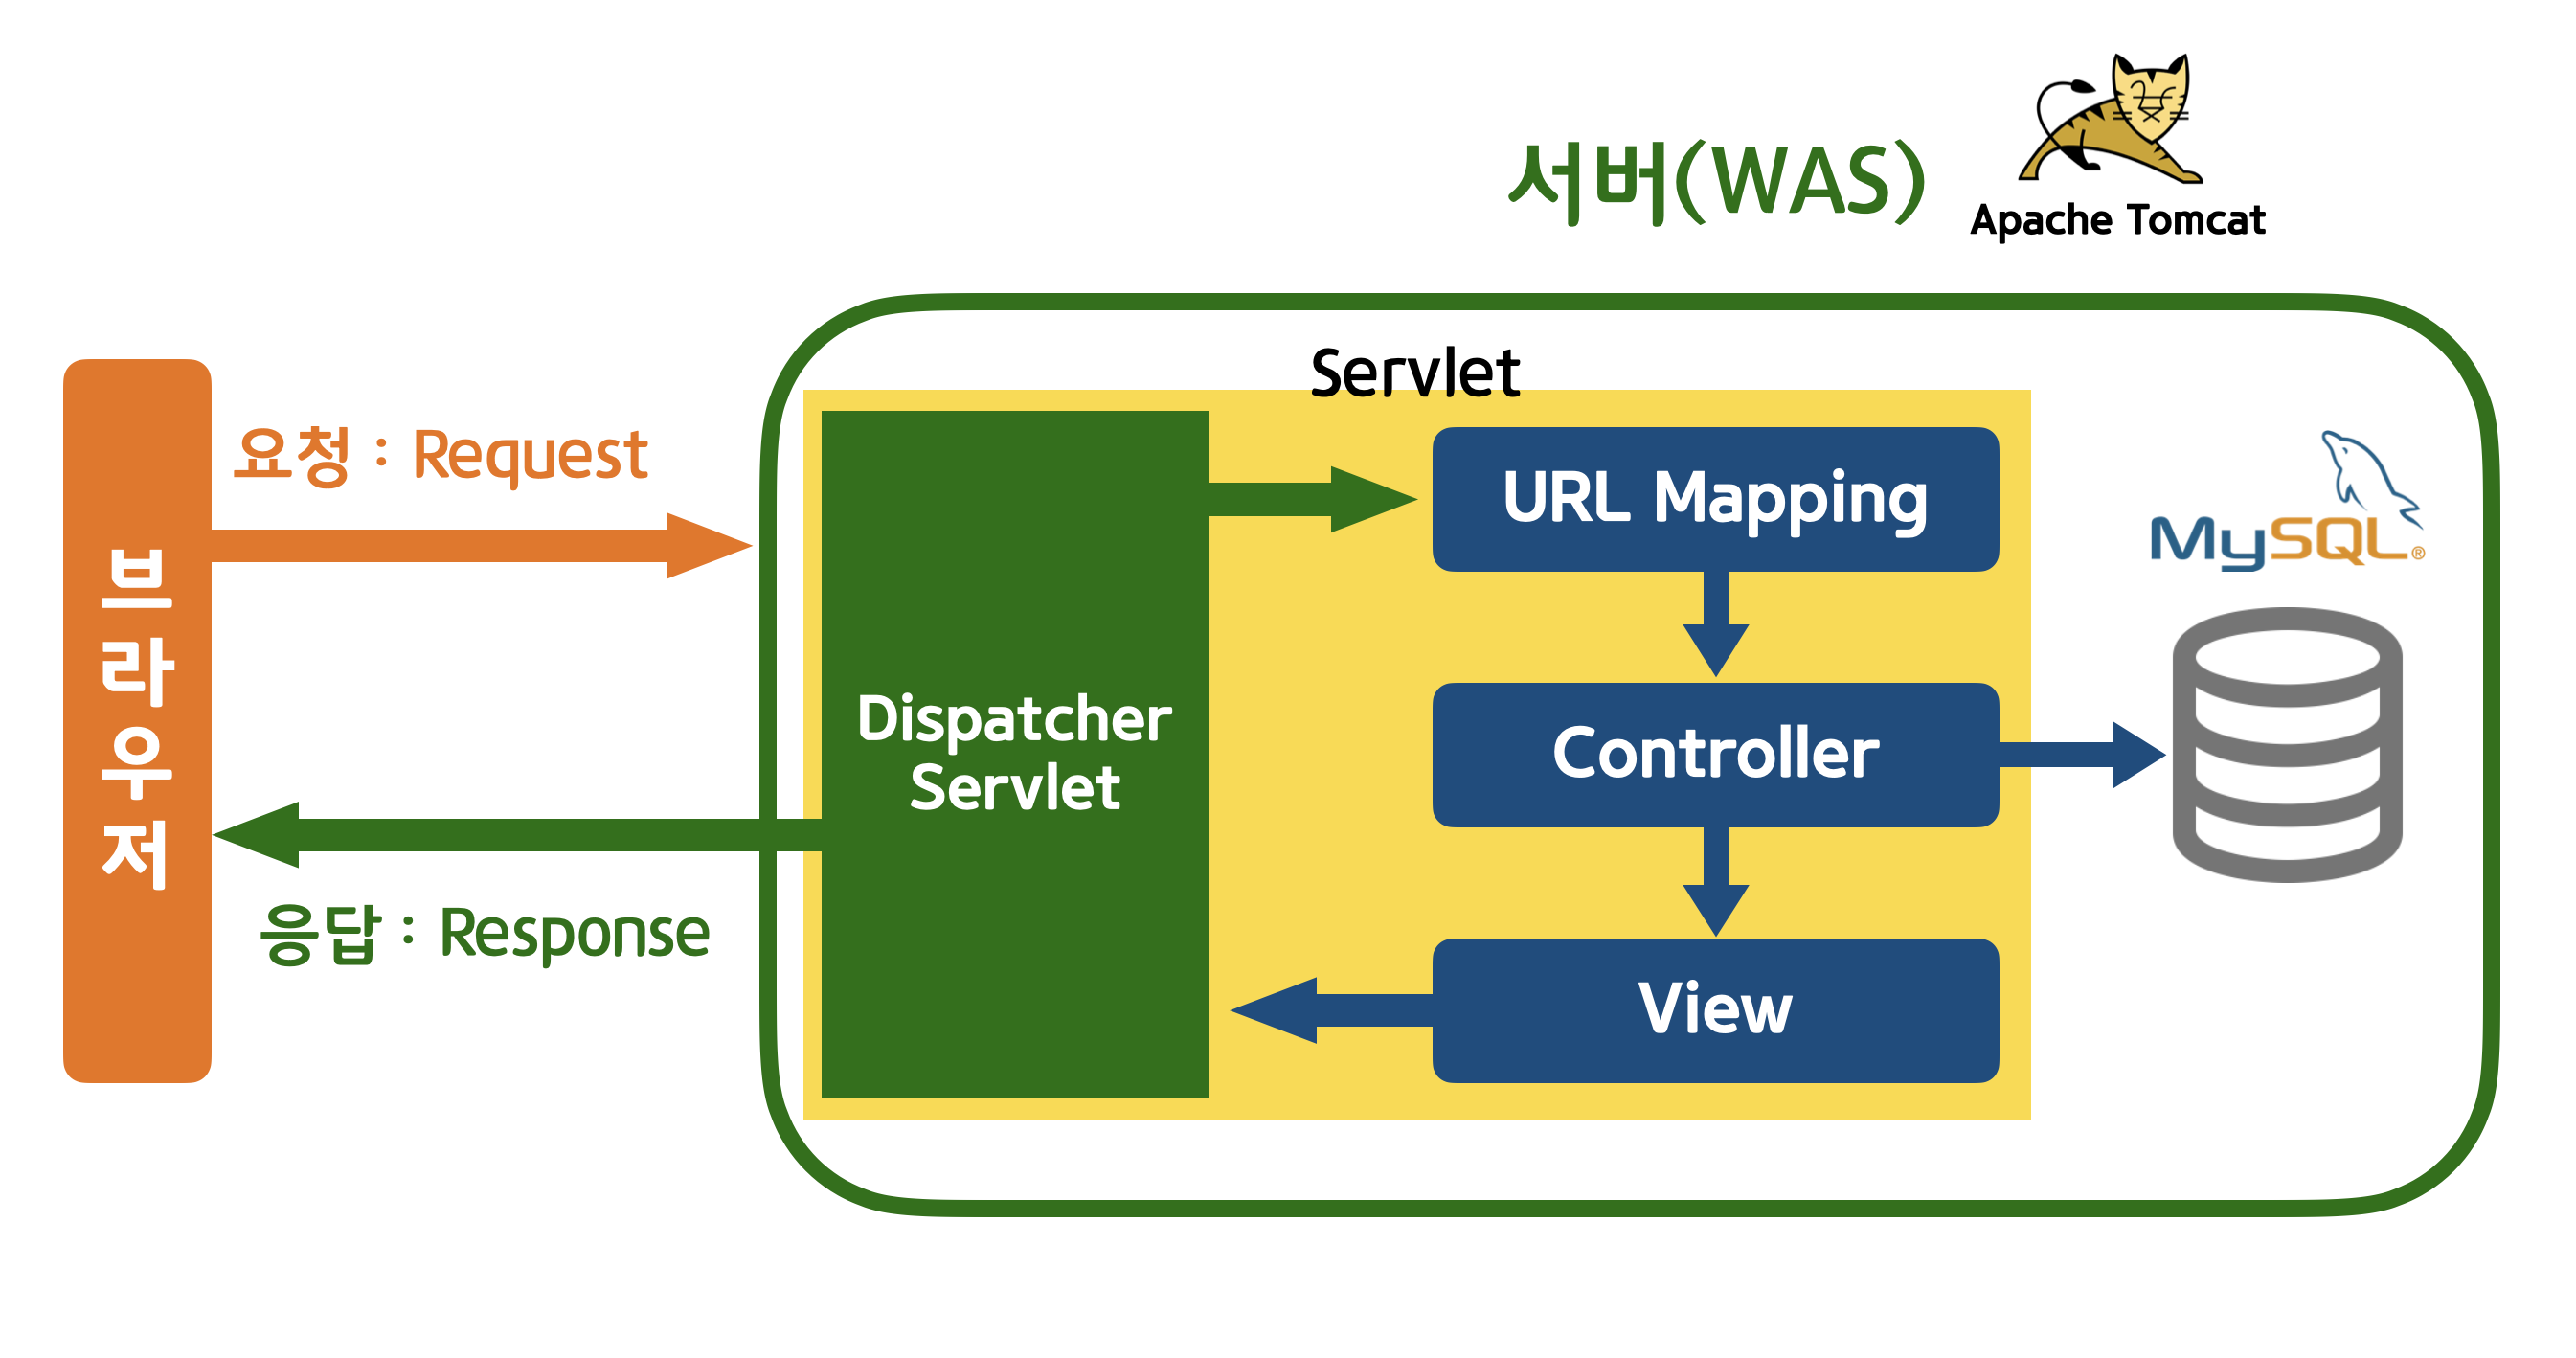 서버(WAS)
Apache Tomcat
Servlet
요청 : Request
브라우저
응답 : Response
Dispatcher
Servlet
URL Mapping
Controller
View
MySQL®